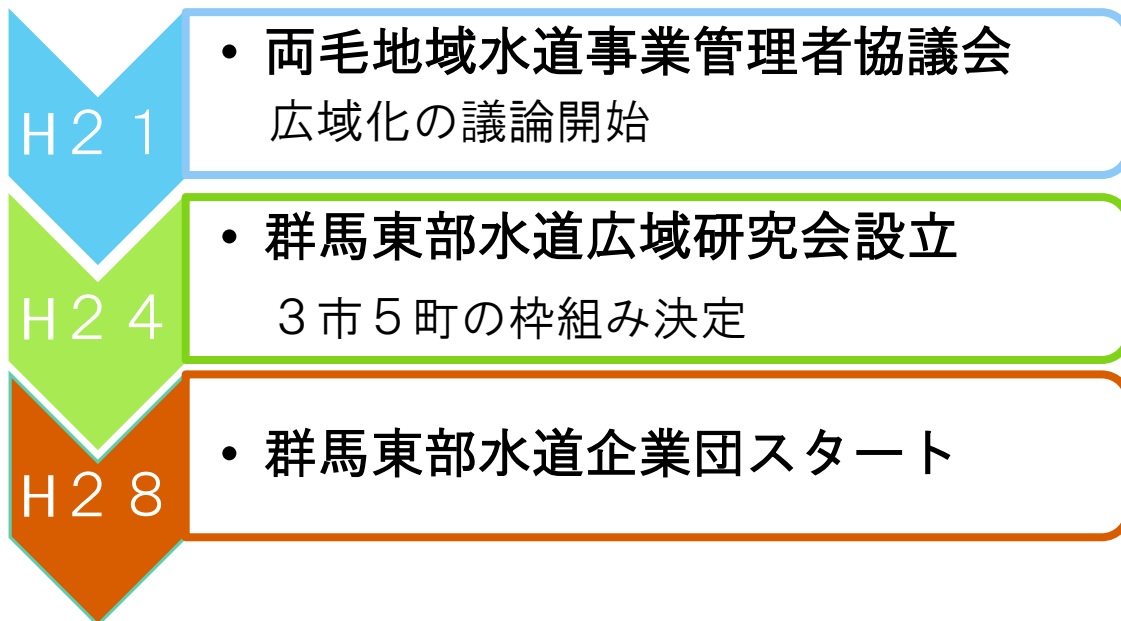 H21
• 両毛地域水道事業管理者協議会
広域化の議論開始
H24
• 群馬東部水道広域研究会設立
3市5町の枠組み決定
H28
• 群馬東部水道企業団スタート